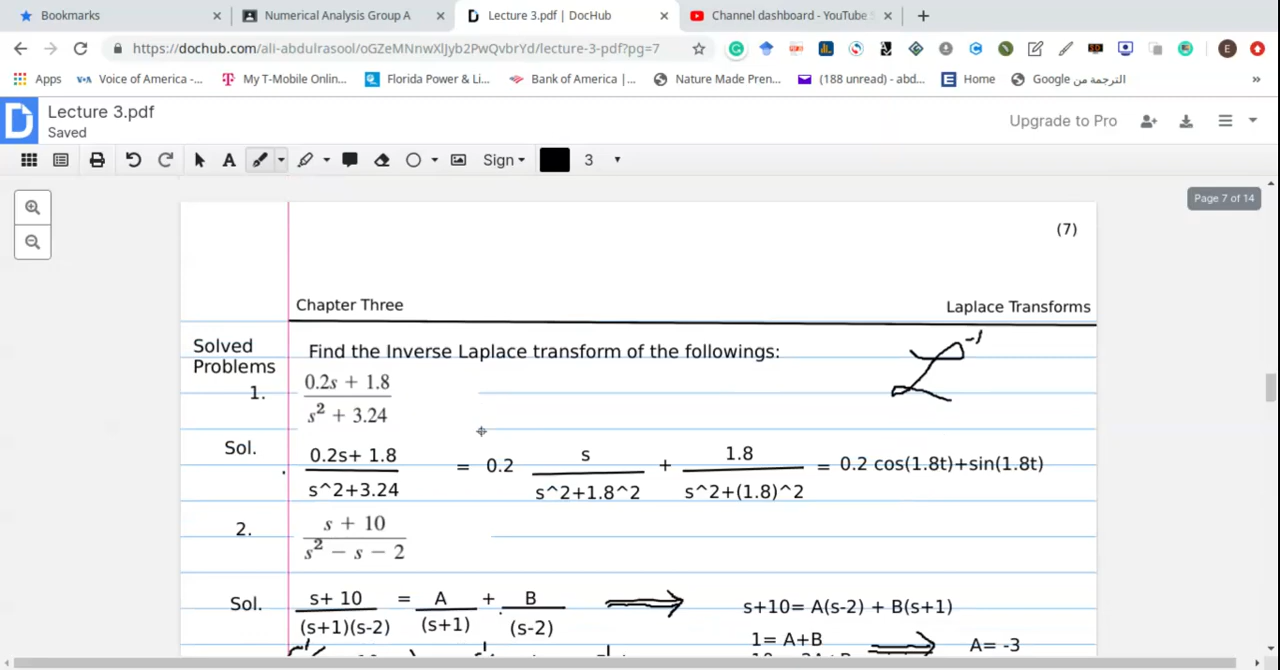 Bookmarks
Numerical Analysis Group A
Lecture 3.pdf | DocHub
Channel dashboard - YouTube
https://dochub.com/ali-abdulrasool/oGZeMNnwXlJyb2PwQvbrYd/lecture-3-pdf?pg=7
E
Apps
Voice of America -...
My T-Mobile Onlin...
Florida Power & Li...
Bank of America |...
Nature Made Pren...
(188 unread) - abd...
Home
الترجمة من Google
Lecture 3.pdf
Saved
Upgrade to Pro
A
Sign
3
Page 7 of 14
(7)
Chapter Three
Laplace Transforms
Solved Problems
Find the Inverse Laplace transform of the followings:
ℒ⁻¹
1.
0.2s + 1.8
s² + 3.24
Sol.
0.2s+ 1.8
s^2+3.24
= 0.2
s
s^2+1.8^2
+
1.8
s^2+(1.8)^2
= 0.2 cos(1.8t)+sin(1.8t)
2.
s + 10
s² − s − 2
Sol.
s+ 10
(s+1)(s-2)
=
A
(s+1)
+
B
(s-2)
s+10= A(s-2) + B(s+1)
1= A+B
A= -3